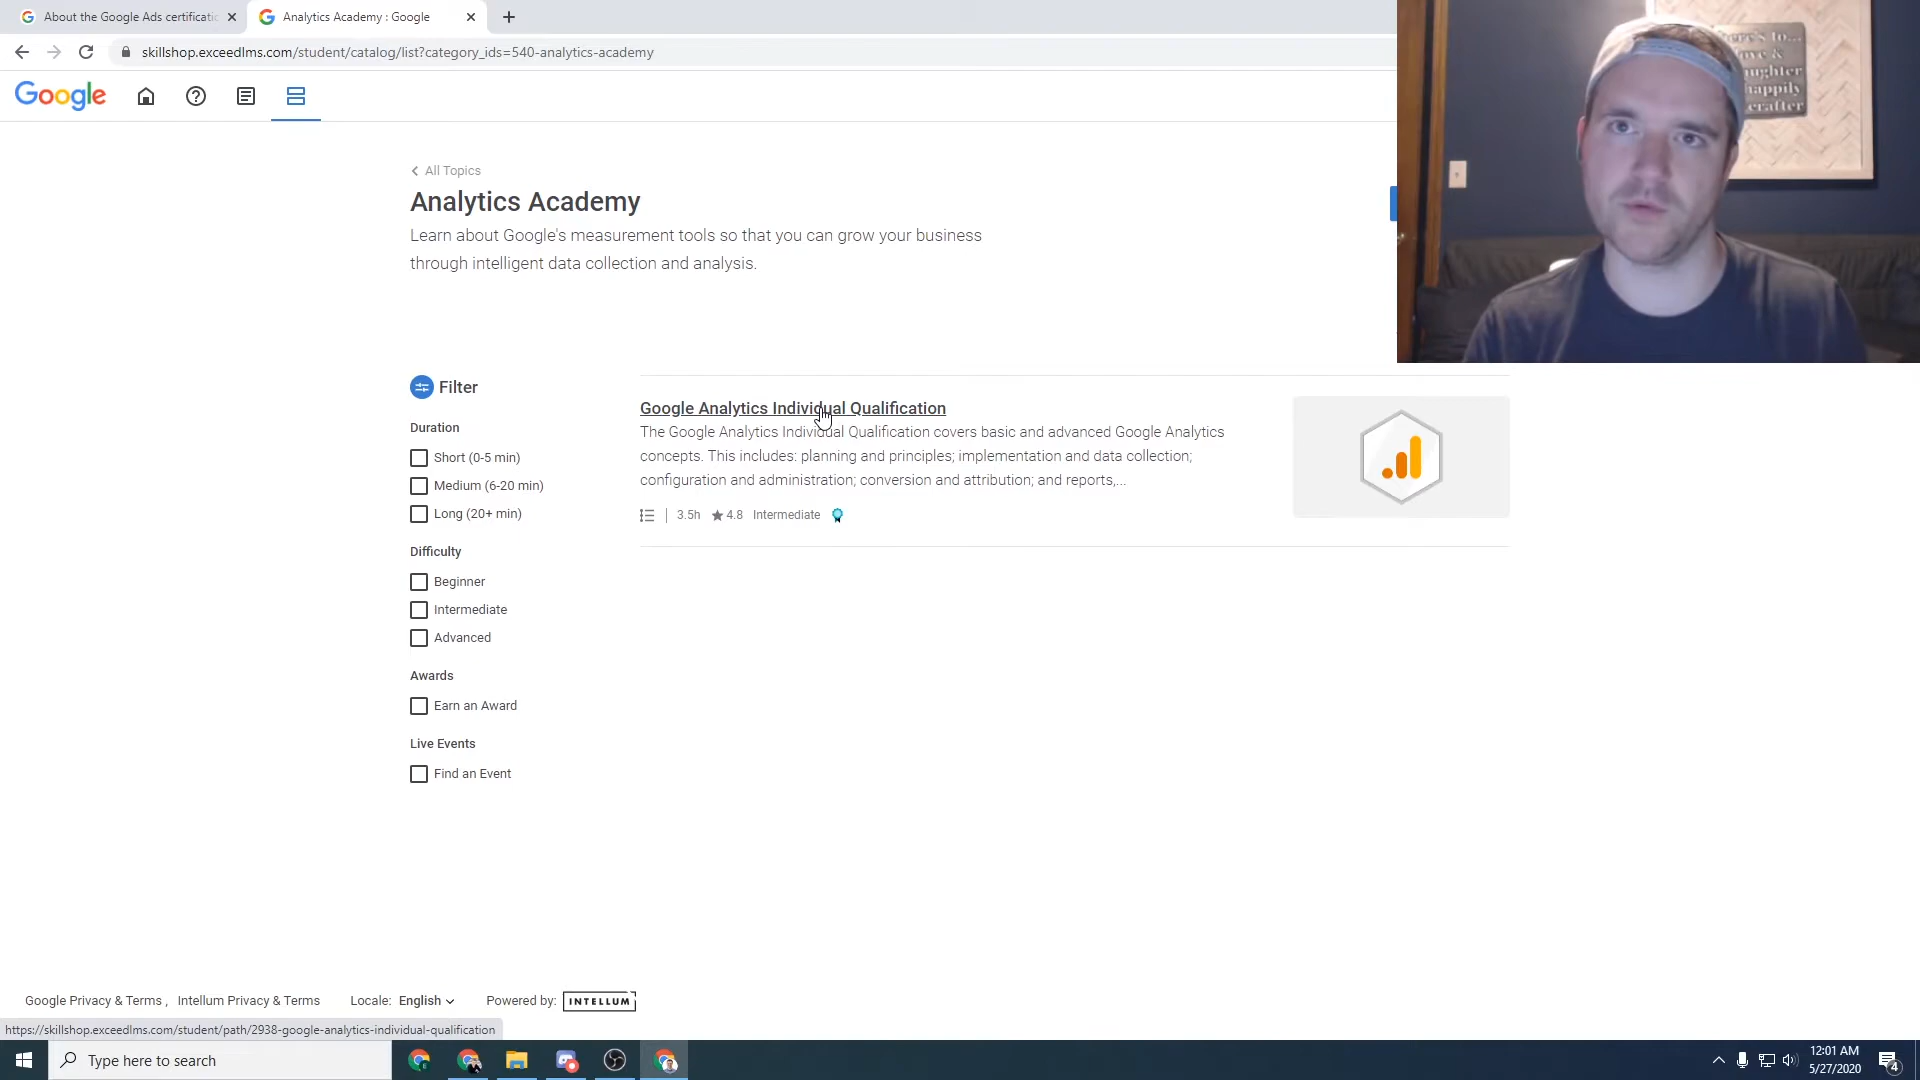 About the Google Ads certificatio
Analytics Academy : Google
skillshop.exceedlms.com/student/catalog/list?category_ids=540-analytics-academy
Google
All Topics
Analytics Academy
Learn about Google's measurement tools so that you can grow your business
through intelligent data collection and analysis.
Filter
Duration
Short (0-5 min)
Medium (6-20 min)
Long (20+ min)
Difficulty
Beginner
Intermediate
Advanced
Awards
Earn an Award
Live Events
Find an Event
Google Analytics Individual Qualification
The Google Analytics Individual Qualification covers basic and advanced Google Analytics
concepts. This includes: planning and principles; implementation and data collection;
configuration and administration; conversion and attribution; and reports,...
3.5h ★ 4.8 Intermediate
Google Privacy & Terms , Intellum Privacy & Terms Locale: English Powered by: INTELLUM
https://skillshop.exceedlms.com/student/path/2938-google-analytics-individual-qualification
Type here to search
12:01 AM
5/27/2020
4
to...
&
happily